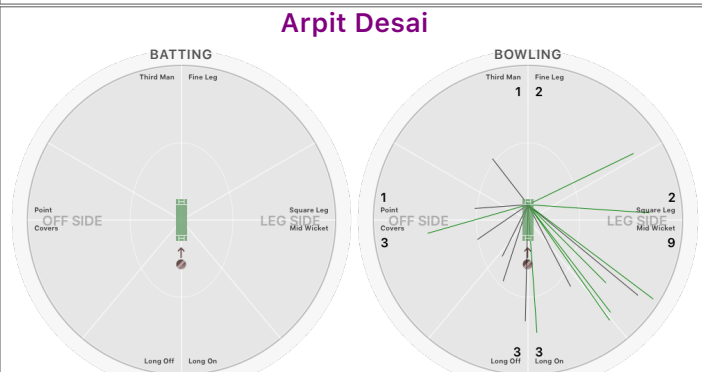 Arpit Desai
BATTING
Third Man
Fine Leg
Point
OFF SIDE
Covers
Square Leg
LEG SIDE
Mid Wicket
Long Off
Long On
BOWLING
Third Man
Fine Leg
1
2
1
Point
OFF SIDE
Covers
3
2
Square Leg
LEG SIDE
Mid Wicket
9
3
3
Long Off
Long On